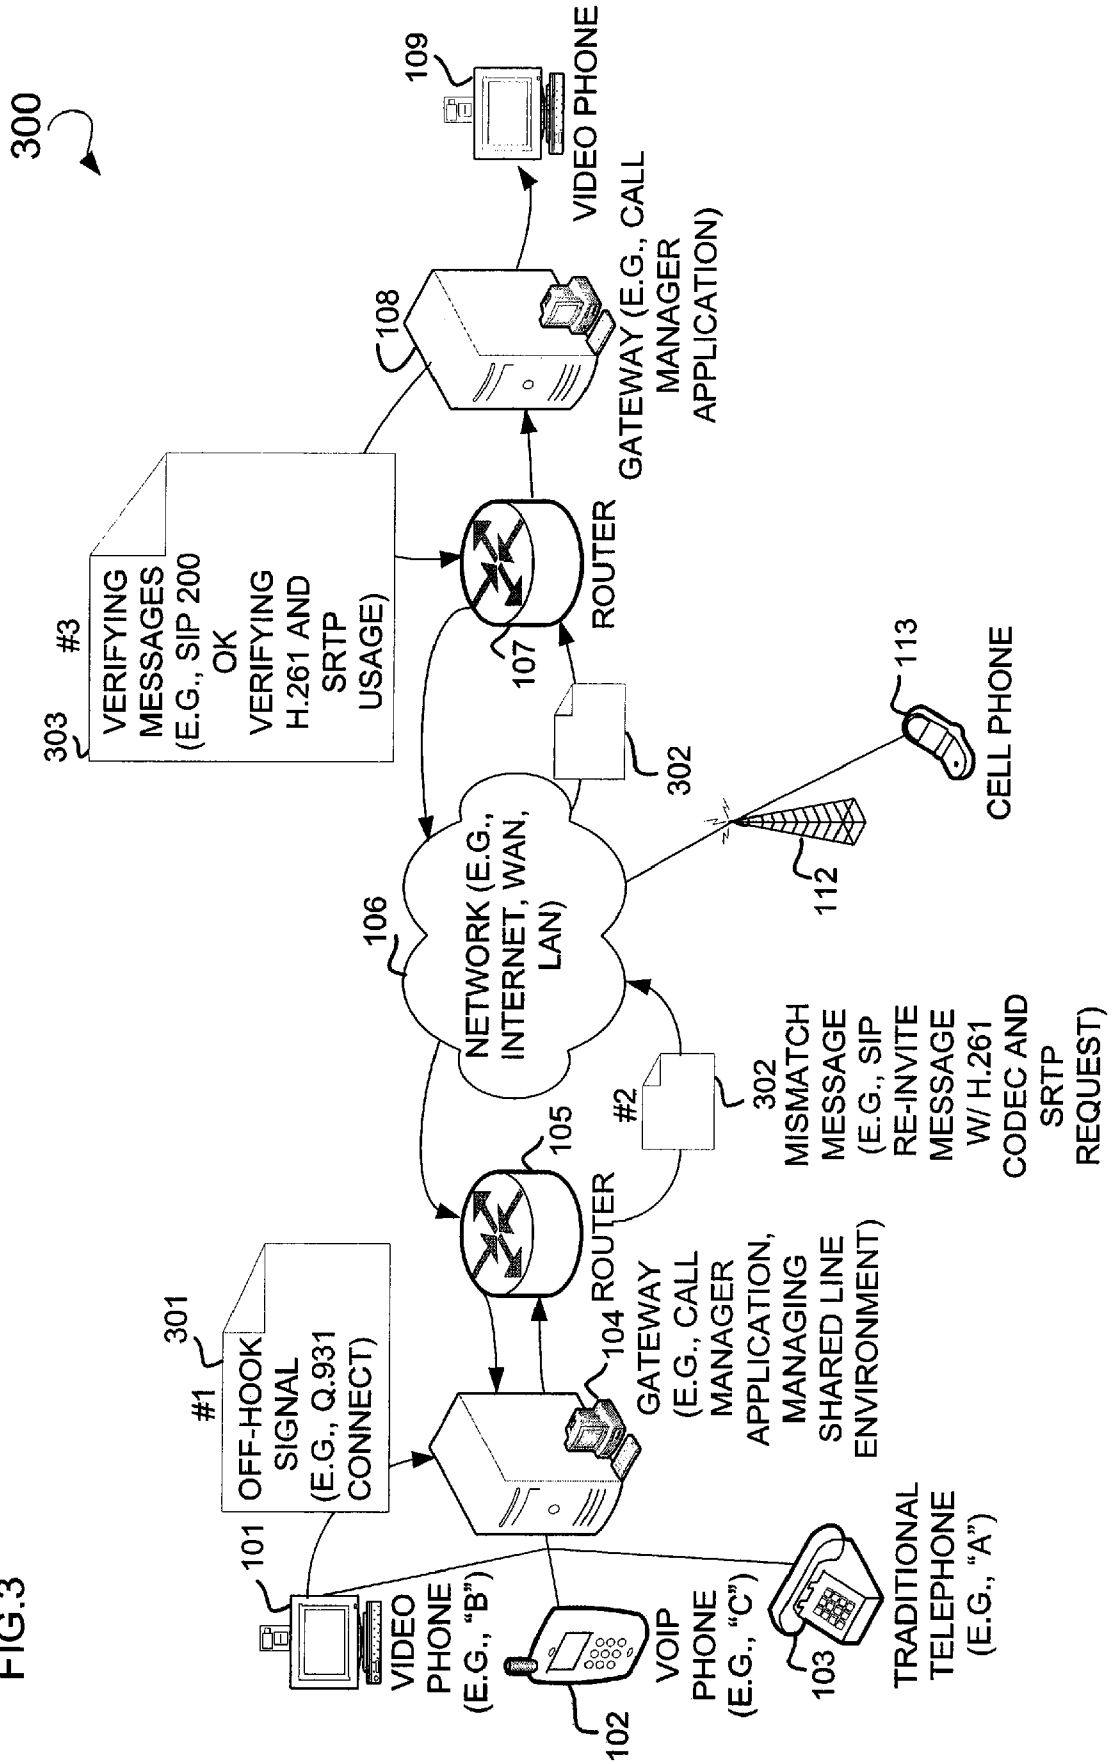 FIG.3
300
101
VIDEO
PHONE
(E.G., “B”)
102
VOIP
PHONE
(E.G., “C”)
103
TRADITIONAL
TELEPHONE
(E.G., “A”)
#1
301
OFF-HOOK
SIGNAL
(E.G., Q.931
CONNECT)
104
GATEWAY
(E.G., CALL
MANAGER
APPLICATION,
MANAGING
SHARED LINE
ENVIRONMENT)
105
ROUTER
#2
302
MISMATCH
MESSAGE
(E.G., SIP
RE-INVITE
MESSAGE
W/ H.261
CODEC AND
SRTP
REQUEST)
106
NETWORK (E.G.,
INTERNET, WAN,
LAN)
112
113
CELL PHONE
302
303
#3
VERIFYING
MESSAGES
(E.G., SIP 200
OK
VERIFYING
H.261 AND
SRTP
USAGE)
107
ROUTER
108
GATEWAY (E.G., CALL
MANAGER
APPLICATION)
109
VIDEO PHONE